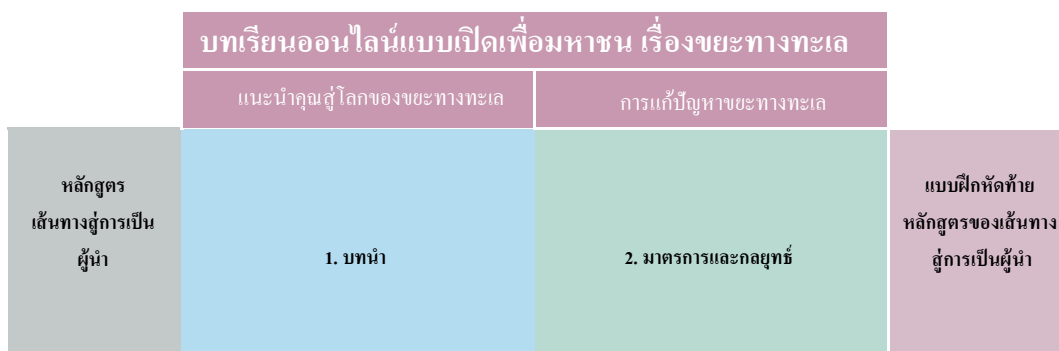 บทเรียนออนไลน์แบบเปิดเพื่อมหาชน เรื่องขยะทางทะเล
แนะนำคุณสู่โลกของขยะทางทะเล
การแก้ปัญหาขยะทางทะเล
หลักสูตร
เส้นทางสู่การเป็น
ผู้นำ
1. บทนำ
2. มาตรการและกลยุทธ์
แบบฝึกหัดท้าย
หลักสูตรของเส้นทาง
สู่การเป็นผู้นำ